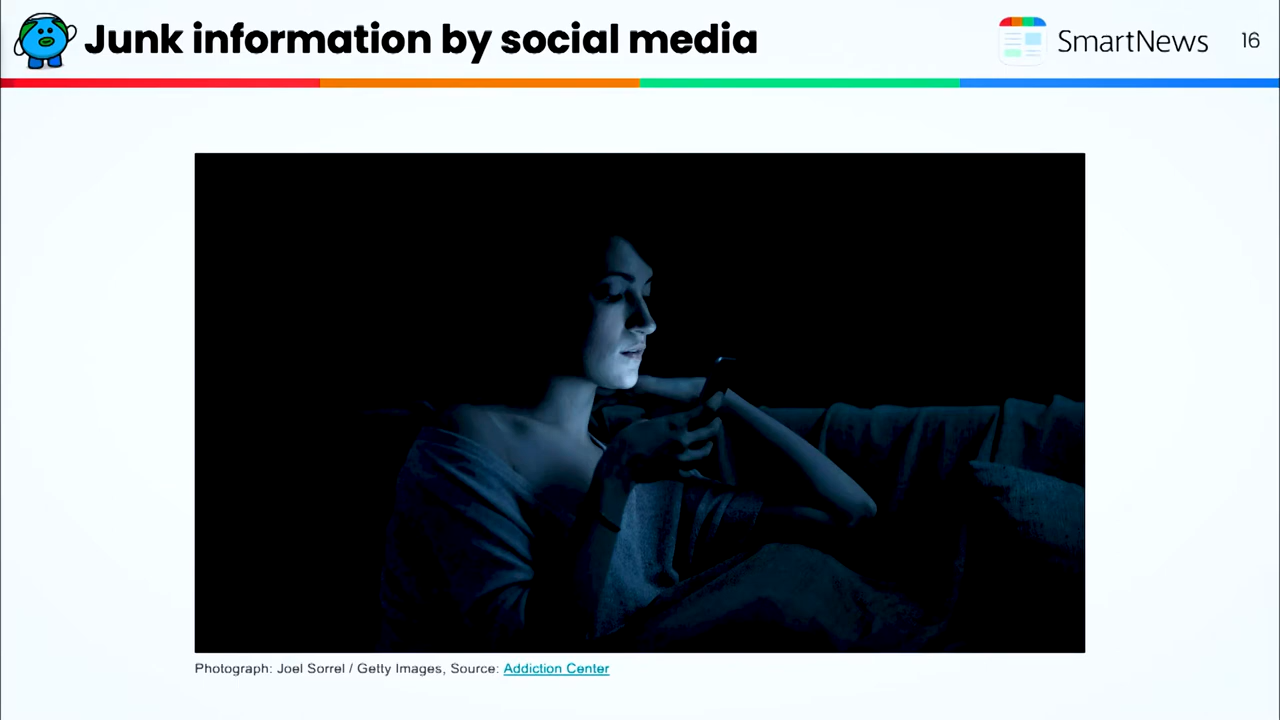 Junk information by social media
SmartNews
16
Photograph: Joel Sorrel / Getty Images, Source: Addiction Center